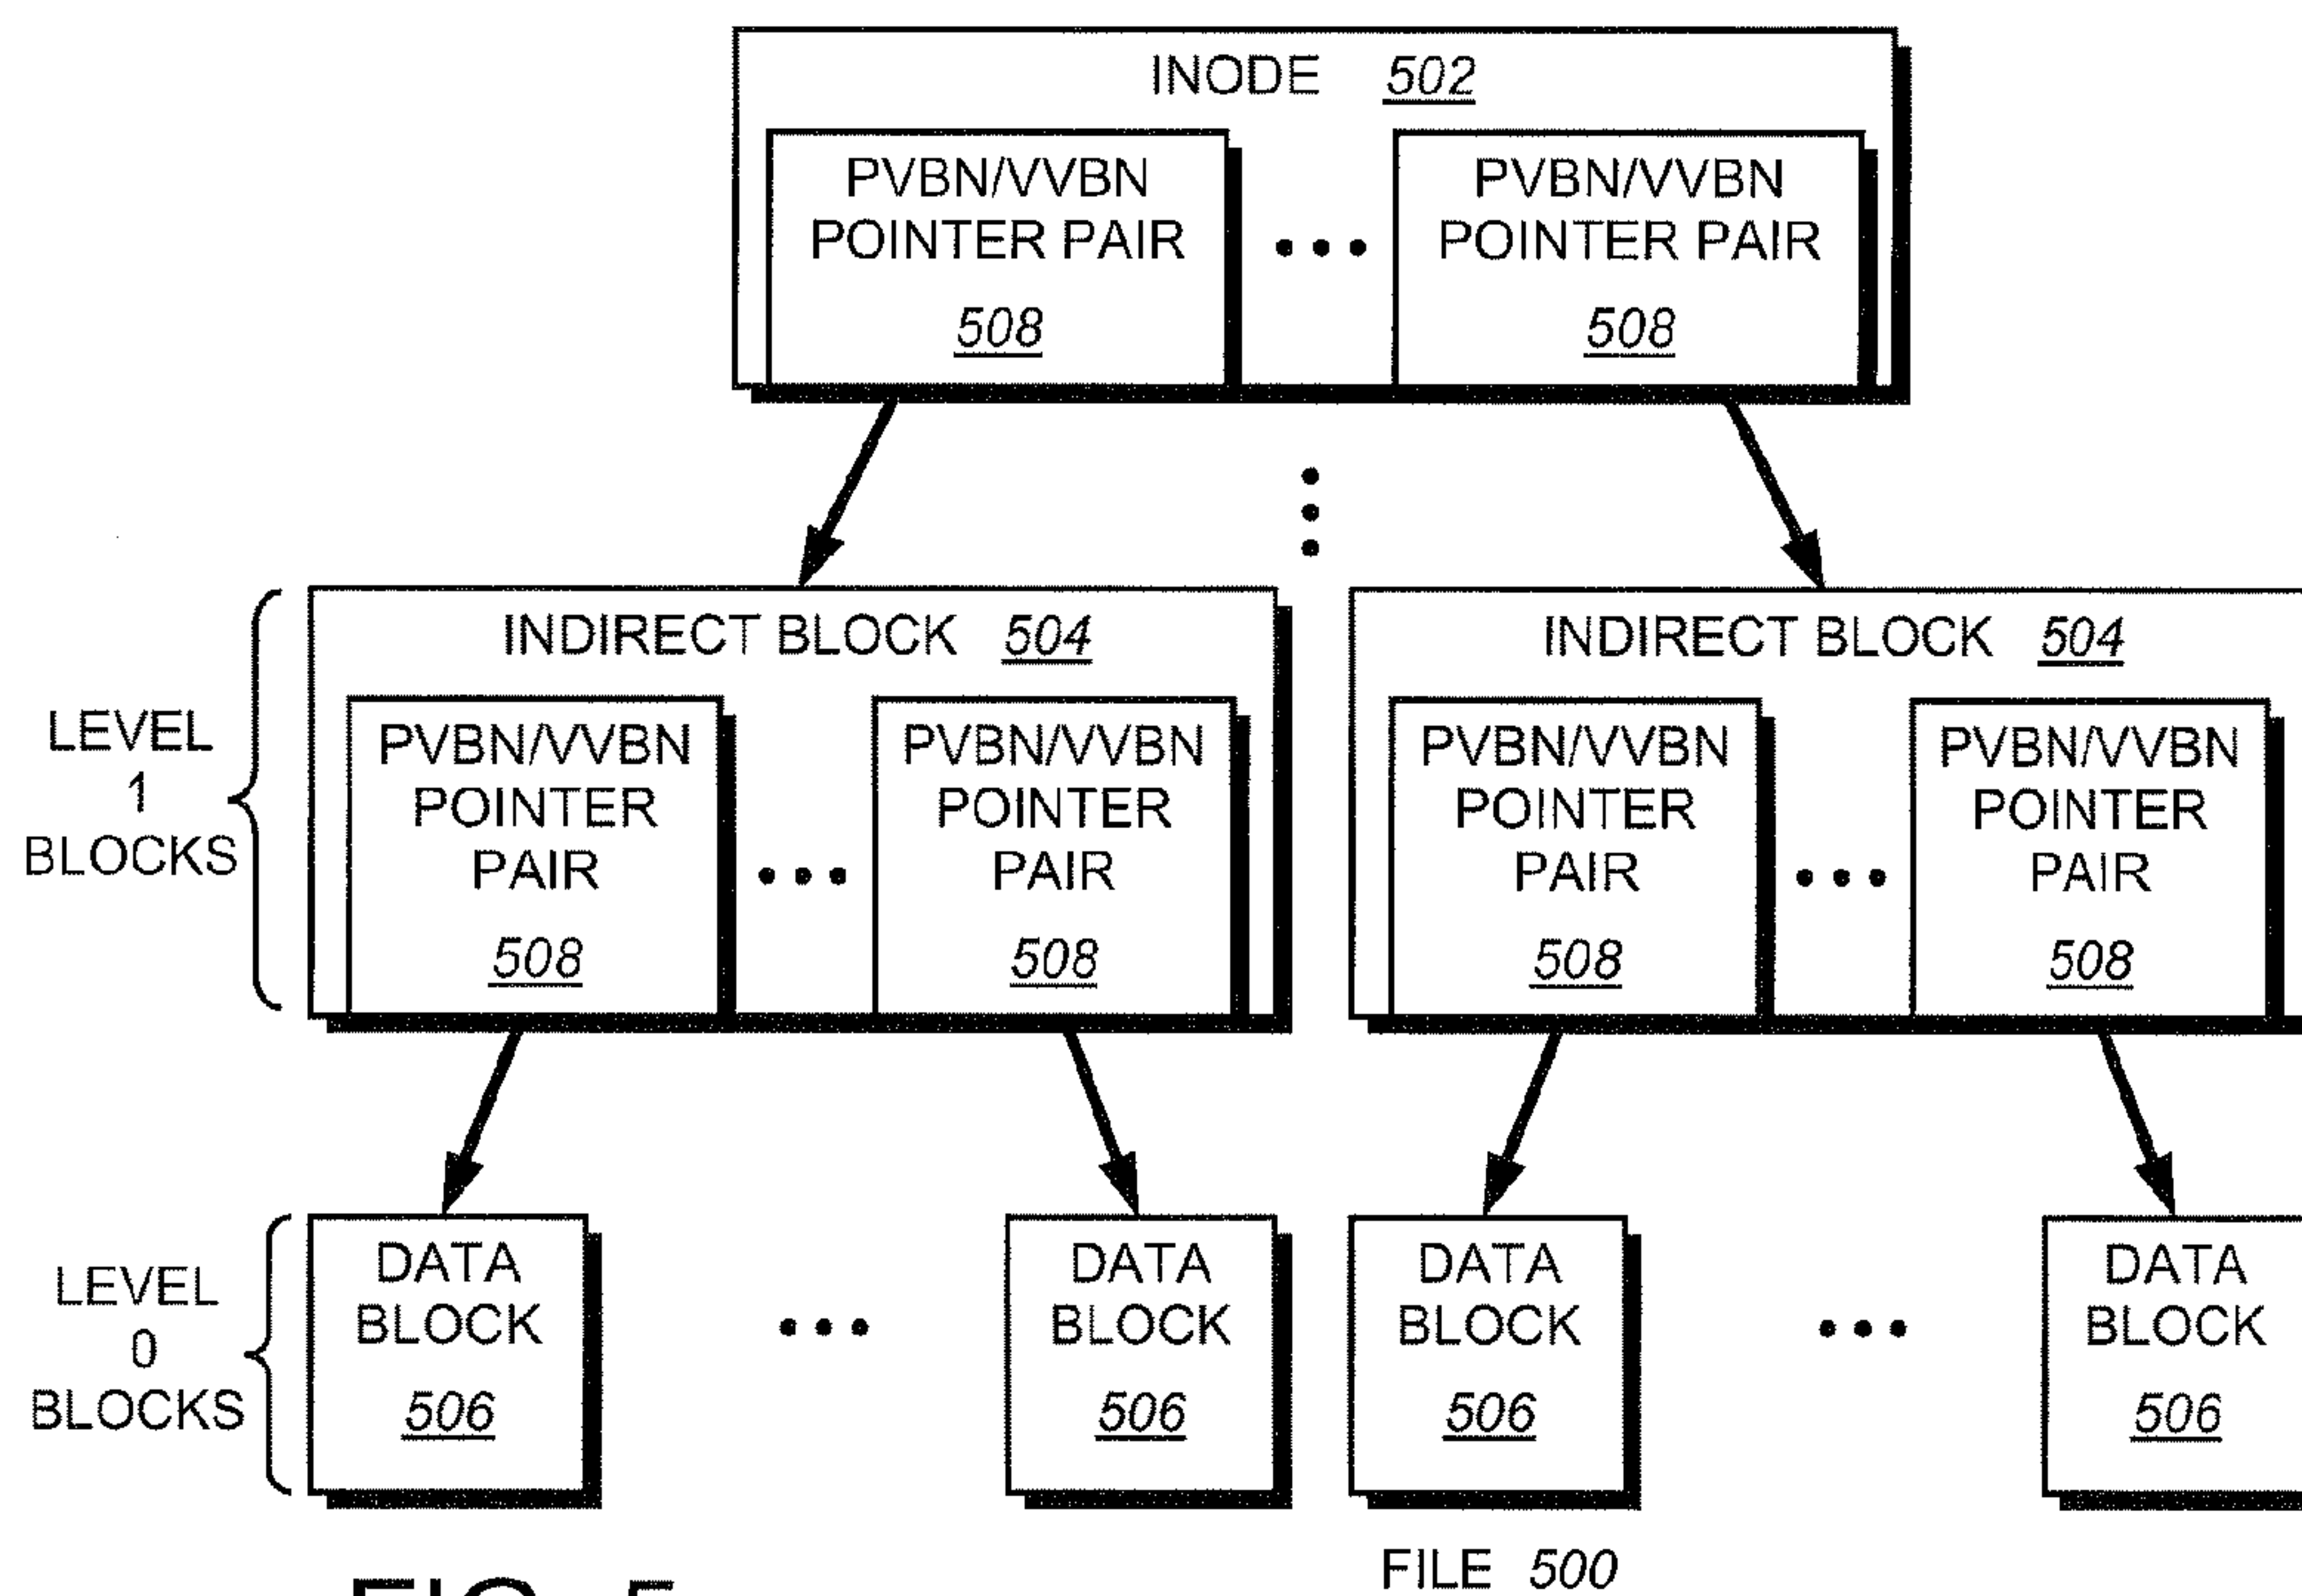 INODE 502
PVBN/VVBN
POINTER PAIR
508
PVBN/VVBN
POINTER PAIR
508
LEVEL
1
BLOCKS
INDIRECT BLOCK 504
PVBN/VVBN
POINTER
PAIR
508
PVBN/VVBN
POINTER
PAIR
508
INDIRECT BLOCK 504
PVBN/VVBN
POINTER
PAIR
508
PVBN/VVBN
POINTER
PAIR
508
LEVEL
0
BLOCKS
DATA
BLOCK
506
DATA
BLOCK
506
DATA
BLOCK
506
DATA
BLOCK
506
FILE 500
FIG. 5